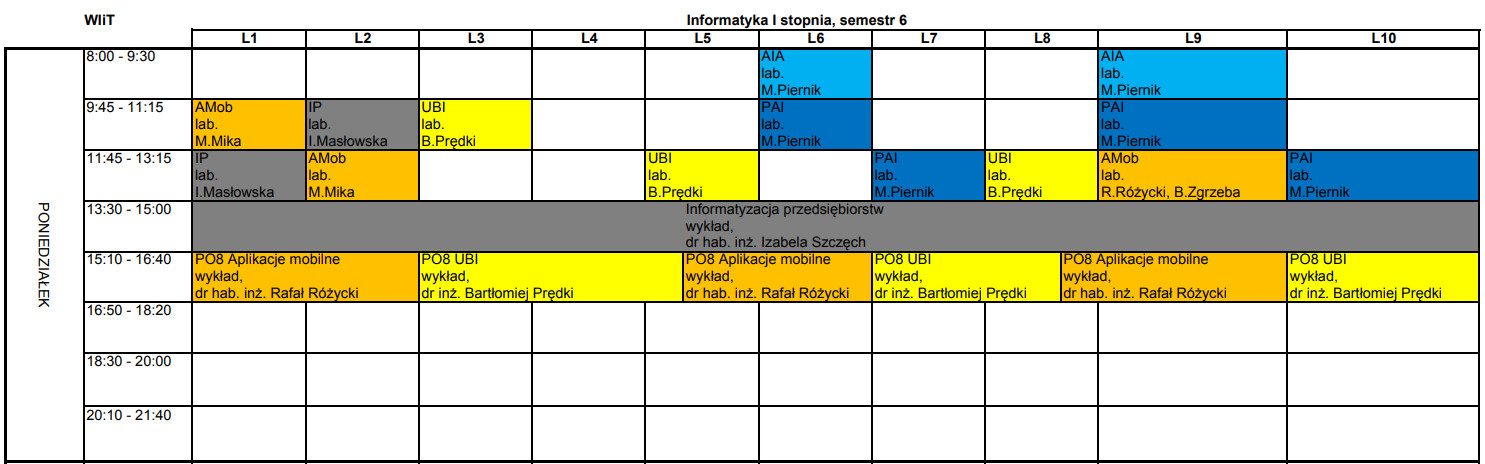 WIiT Informatyka I stopnia, semestr 6
L1 L2 L3 L4 L5 L6 L7 L8 L9 L10
PONIEDZIAŁEK
8:00 - 9:30 AIA AIA
lab. lab.
M.Piernik M.Piernik
9:45 - 11:15 AMob IP UBI PAI PAI
lab. lab. lab. lab. lab.
M.Mika I.Masłowska B.Prędki M.Piernik M.Piernik
11:45 - 13:15 IP AMob UBI PAI UBI AMob PAI
lab. lab. lab. lab. lab. lab. lab.
I.Masłowska M.Mika B.Prędki M.Piernik B.Prędki R.Różycki, B.Zgrzeba M.Piernik
13:30 - 15:00 Informatyzacja przedsiębiorstw
wykład,
dr hab. inż. Izabela Szczęch
15:10 - 16:40 PO8 Aplikacje mobilne PO8 UBI PO8 Aplikacje mobilne PO8 UBI PO8 Aplikacje mobilne PO8 UBI
wykład, wykład, wykład, wykład, wykład, wykład,
dr hab. inż. Rafał Różycki dr inż. Bartłomiej Prędki dr hab. inż. Rafał Różycki dr inż. Bartłomiej Prędki dr hab. inż. Rafał Różycki dr inż. Bartłomiej Prędki
16:50 - 18:20
18:30 - 20:00
20:10 - 21:40